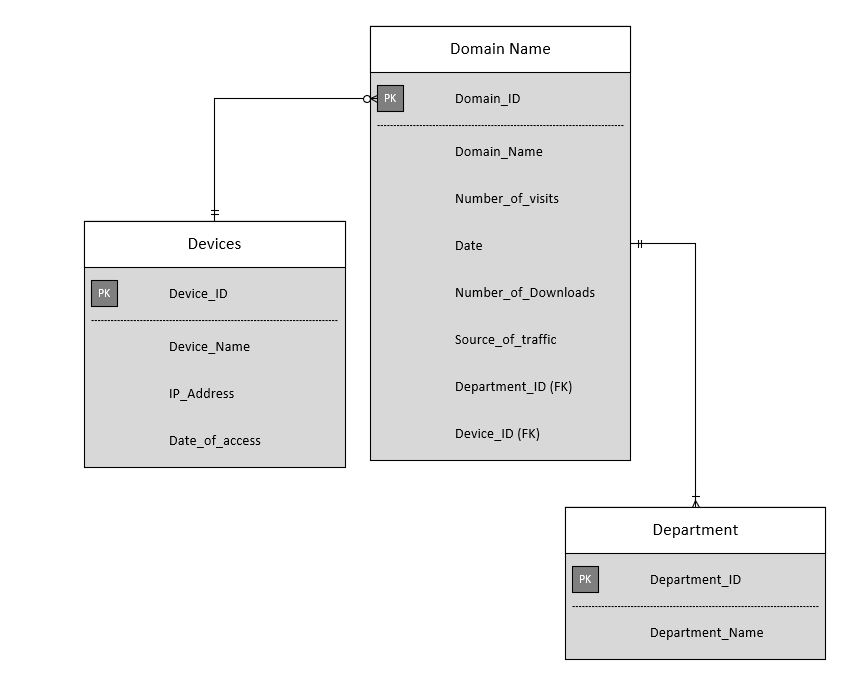 Domain Name
PK Domain_ID
Domain_Name
Number_of_visits
Date
Number_of_Downloads
Source_of_traffic
Department_ID (FK)
Device_ID (FK)
Devices
PK Device_ID
Device_Name
IP_Address
Date_of_access
Department
PK Department_ID
Department_Name